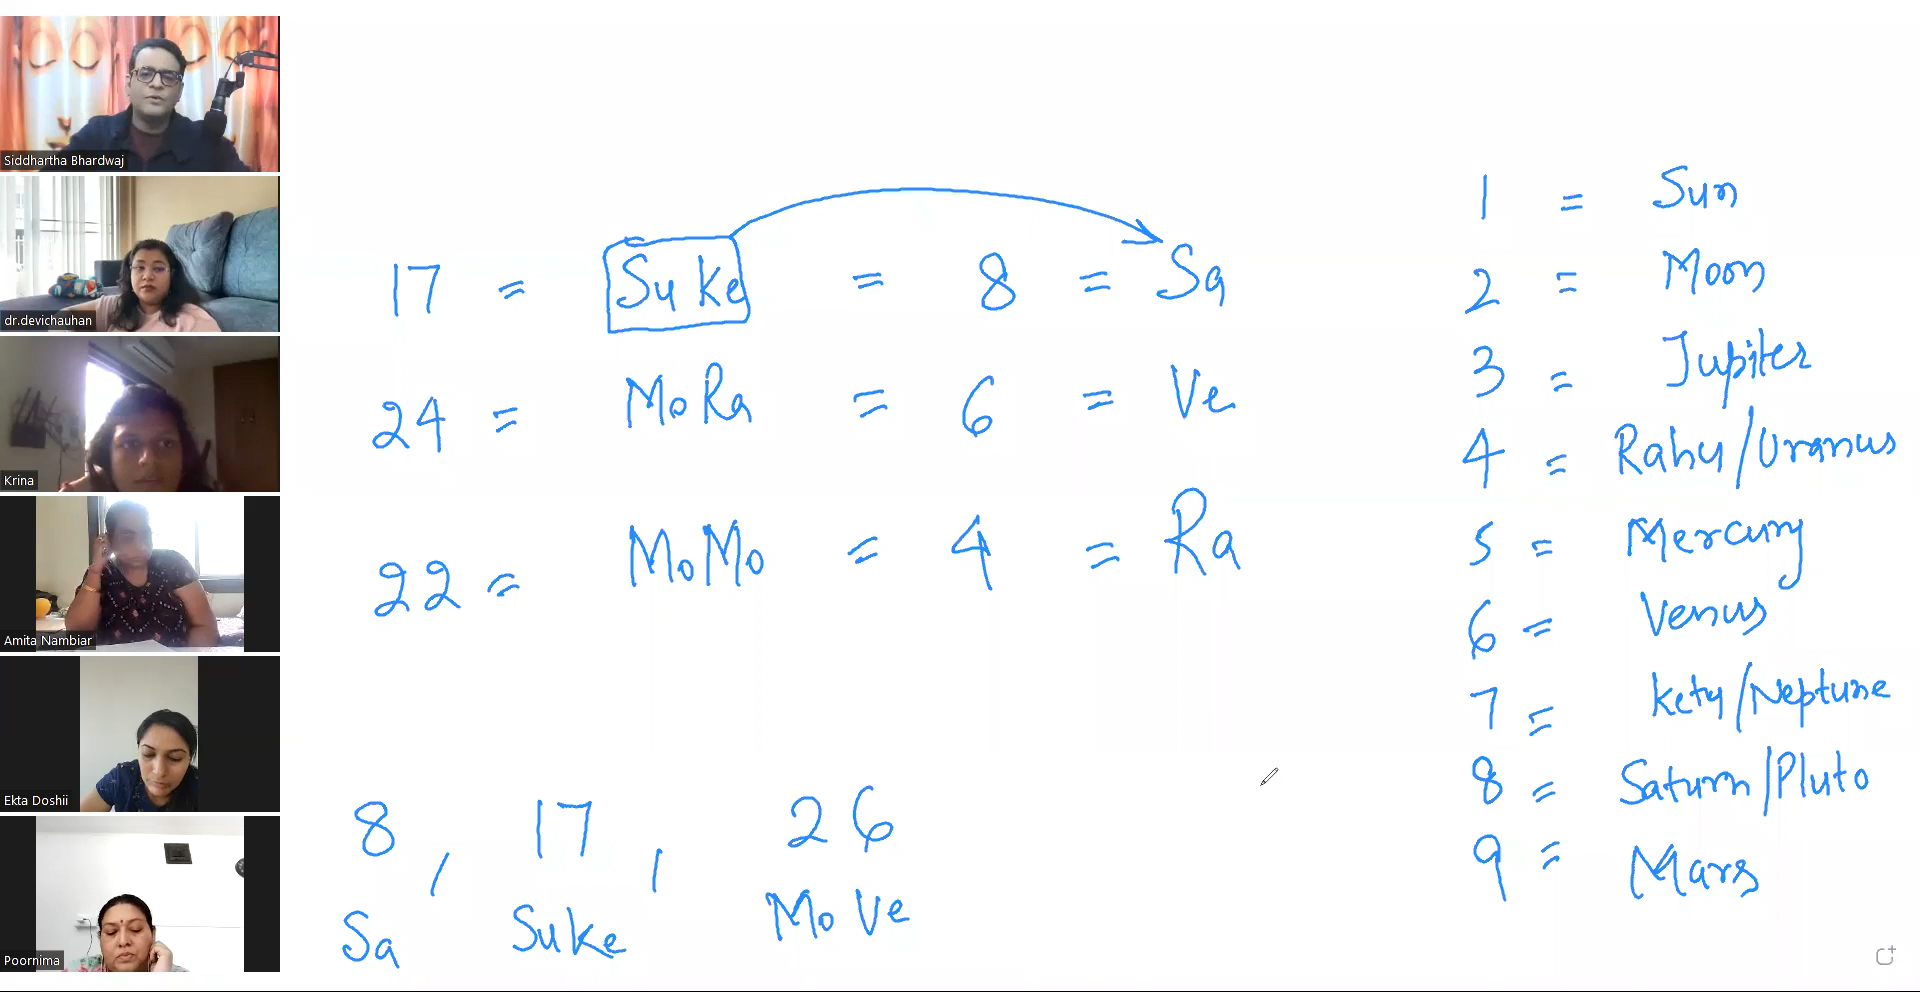 Siddhartha Bhardwaj
dr.devichauhan
Krina
Amita Nambiar
Ekta Doshii
Poornima
17 = Su Ke = 8 = Sa
24 = MoRa = 6 = Ve
22 = MoMo = 4 = Ra
8, 17, 26
Sa Suke MoVe
1 = Sun
2 = Moon
3 = Jupiter
4 = Rahu/Uranus
5 = Mercury
6 = Venus
7 = Ketu/Neptune
8 = Saturn/Pluto
9 = Mars